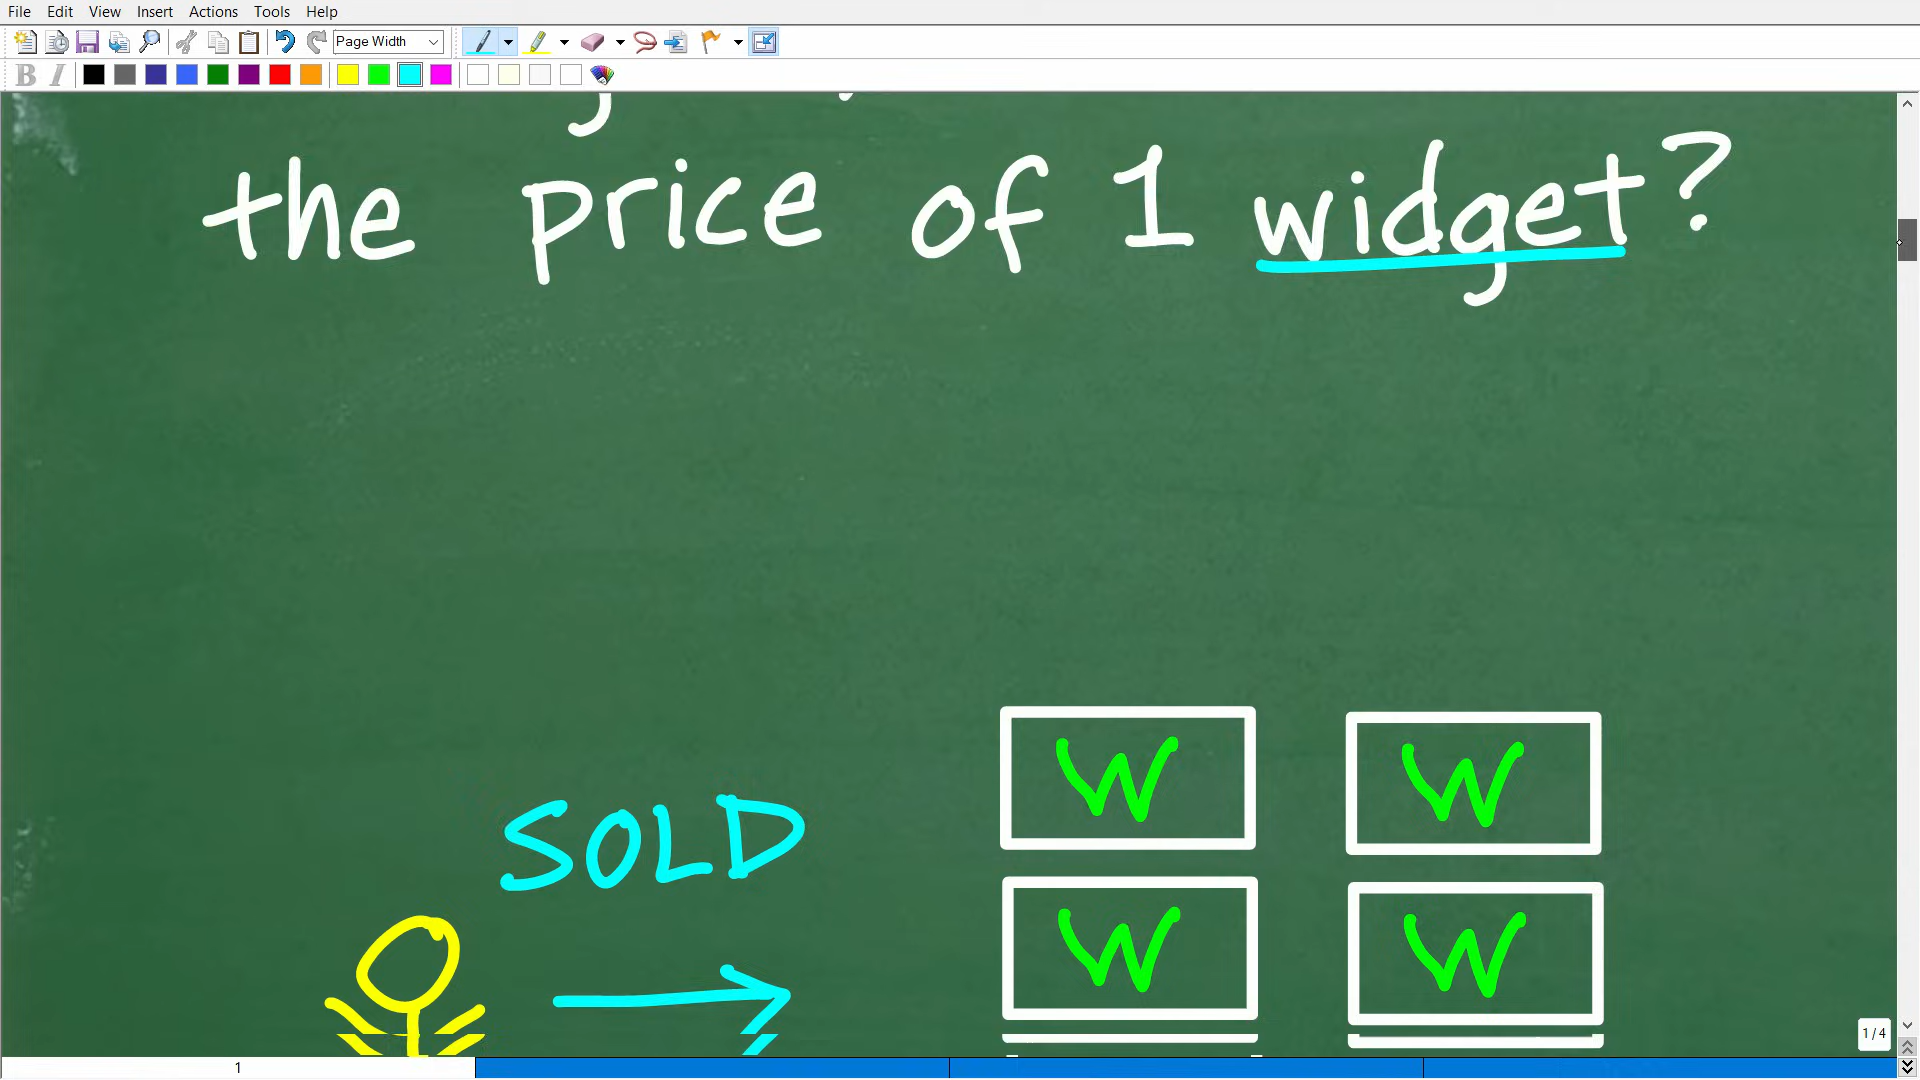 File Edit View Insert Actions Tools Help
Page Width
B I
the price of 1 widget?
W W
SOLD
W W
1 / 4
1